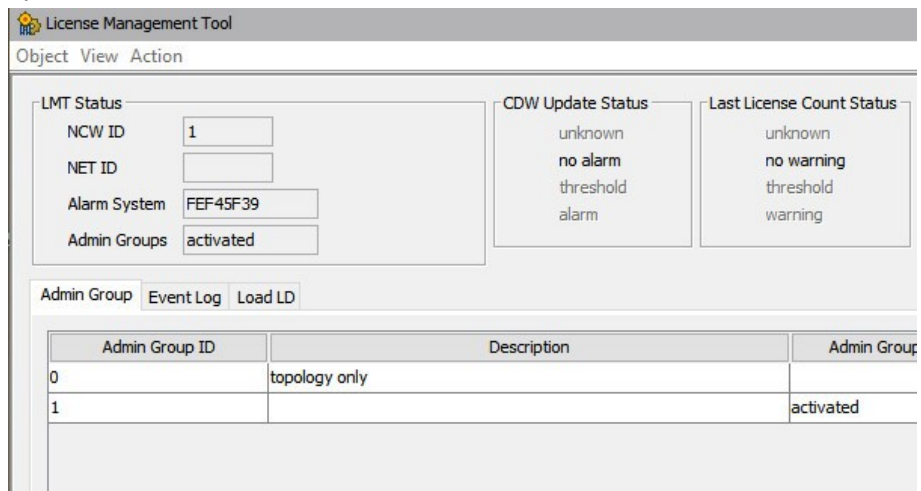 License Management Tool
Object View Action
LMT Status
NCW ID 1
NET ID
Alarm System FEF45F39
Admin Groups activated
CDW Update Status
unknown
no alarm
threshold
alarm
Last License Count Status
unknown
no warning
threshold
warning
Admin Group Event Log Load LD
Admin Group ID Description Admin Group
0 topology only
1 activated